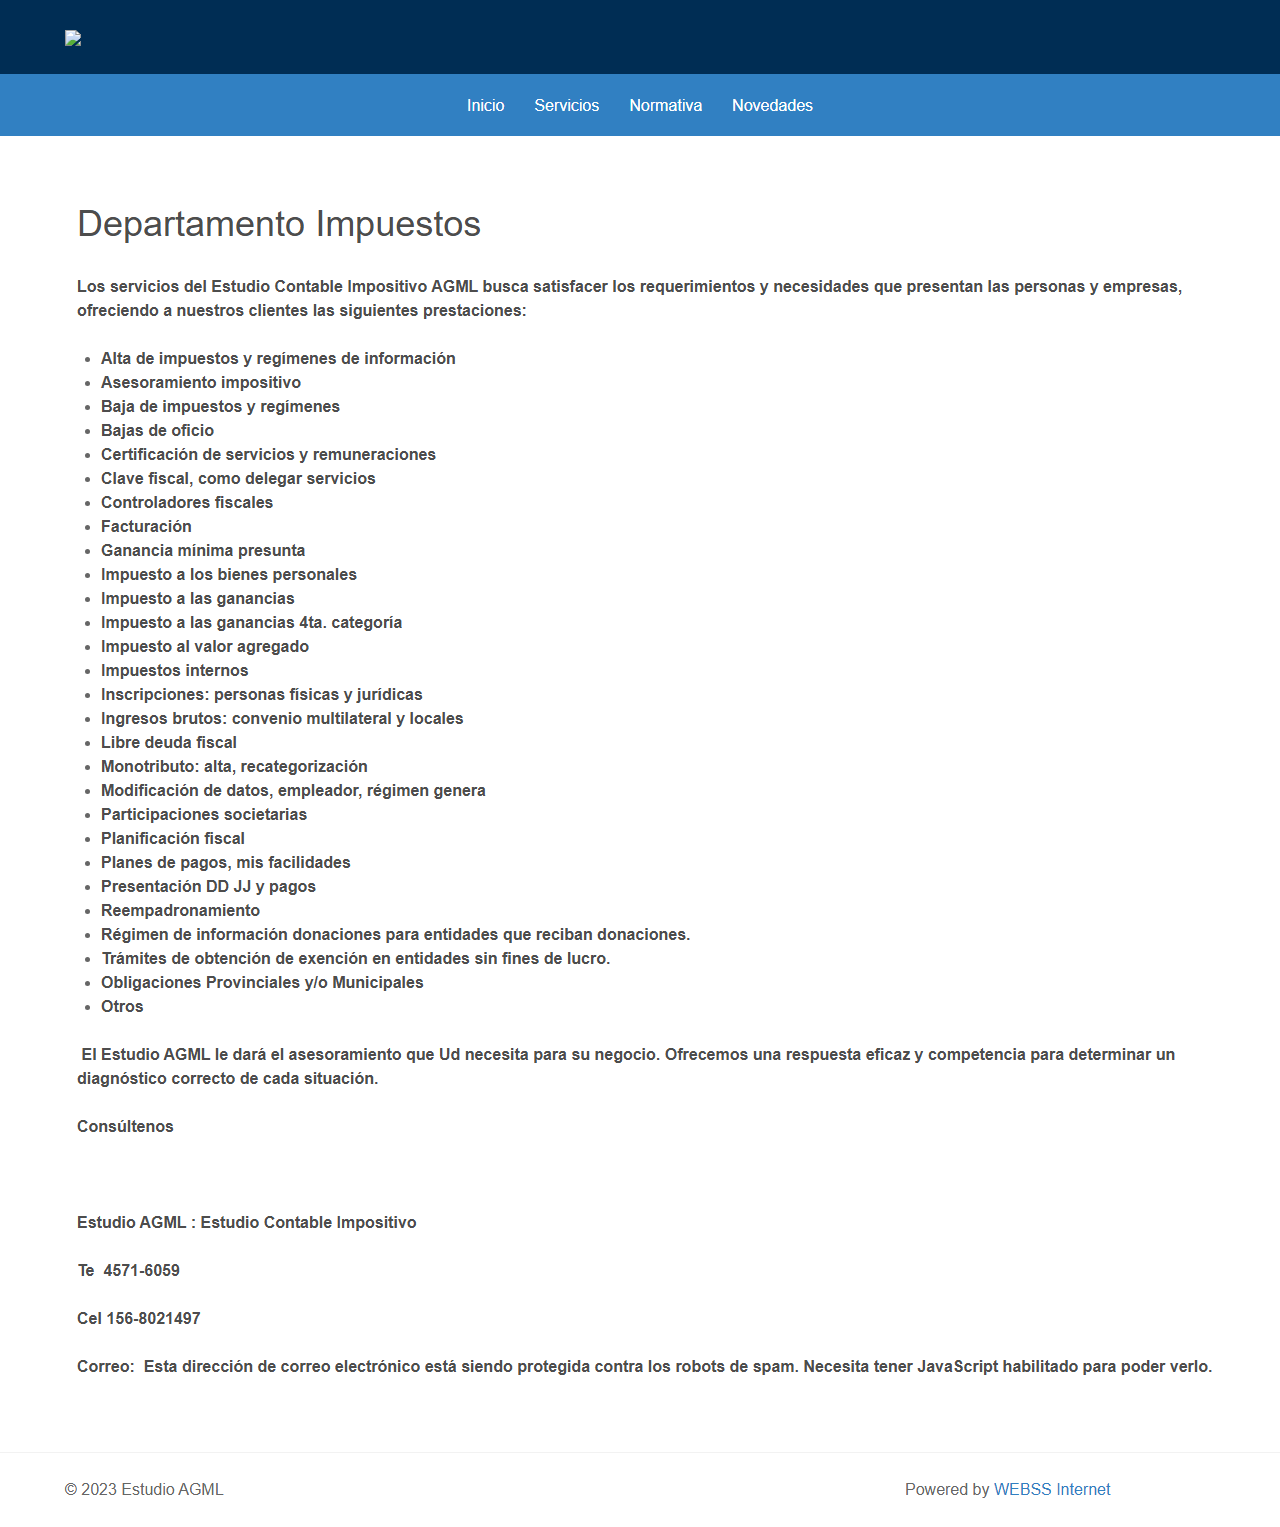 Inicio Servicios Normativa Novedades
Departamento Impuestos
Los servicios del Estudio Contable Impositivo AGML busca satisfacer los requerimientos y necesidades que presentan las personas y empresas,
ofreciendo a nuestros clientes las siguientes prestaciones:
• Alta de impuestos y regímenes de información
• Asesoramiento impositivo
• Baja de impuestos y regímenes
• Bajas de oficio
• Certificación de servicios y remuneraciones
• Clave fiscal, como delegar servicios
• Controladores fiscales
• Facturación
• Ganancia mínima presunta
• Impuesto a los bienes personales
• Impuesto a las ganancias
• Impuesto a las ganancias 4ta. categoría
• Impuesto al valor agregado
• Impuestos internos
• Inscripciones: personas físicas y jurídicas
• Ingresos brutos: convenio multilateral y locales
• Libre deuda fiscal
• Monotributo: alta, recategorización
• Modificación de datos, empleador, régimen genera
• Participaciones societarias
• Planificación fiscal
• Planes de pagos, mis facilidades
• Presentación DD JJ y pagos
• Reempadronamiento
• Régimen de información donaciones para entidades que reciban donaciones.
• Trámites de obtención de exención en entidades sin fines de lucro.
• Obligaciones Provinciales y/o Municipales
• Otros
El Estudio AGML le dará el asesoramiento que Ud necesita para su negocio. Ofrecemos una respuesta eficaz y competencia para determinar un
diagnóstico correcto de cada situación.
Consúltenos
Estudio AGML : Estudio Contable Impositivo
Te  4571-6059
Cel 156-8021497
Correo:  Esta dirección de correo electrónico está siendo protegida contra los robots de spam. Necesita tener JavaScript habilitado para poder verlo.
© 2023 Estudio AGML Powered by WEBSS Internet